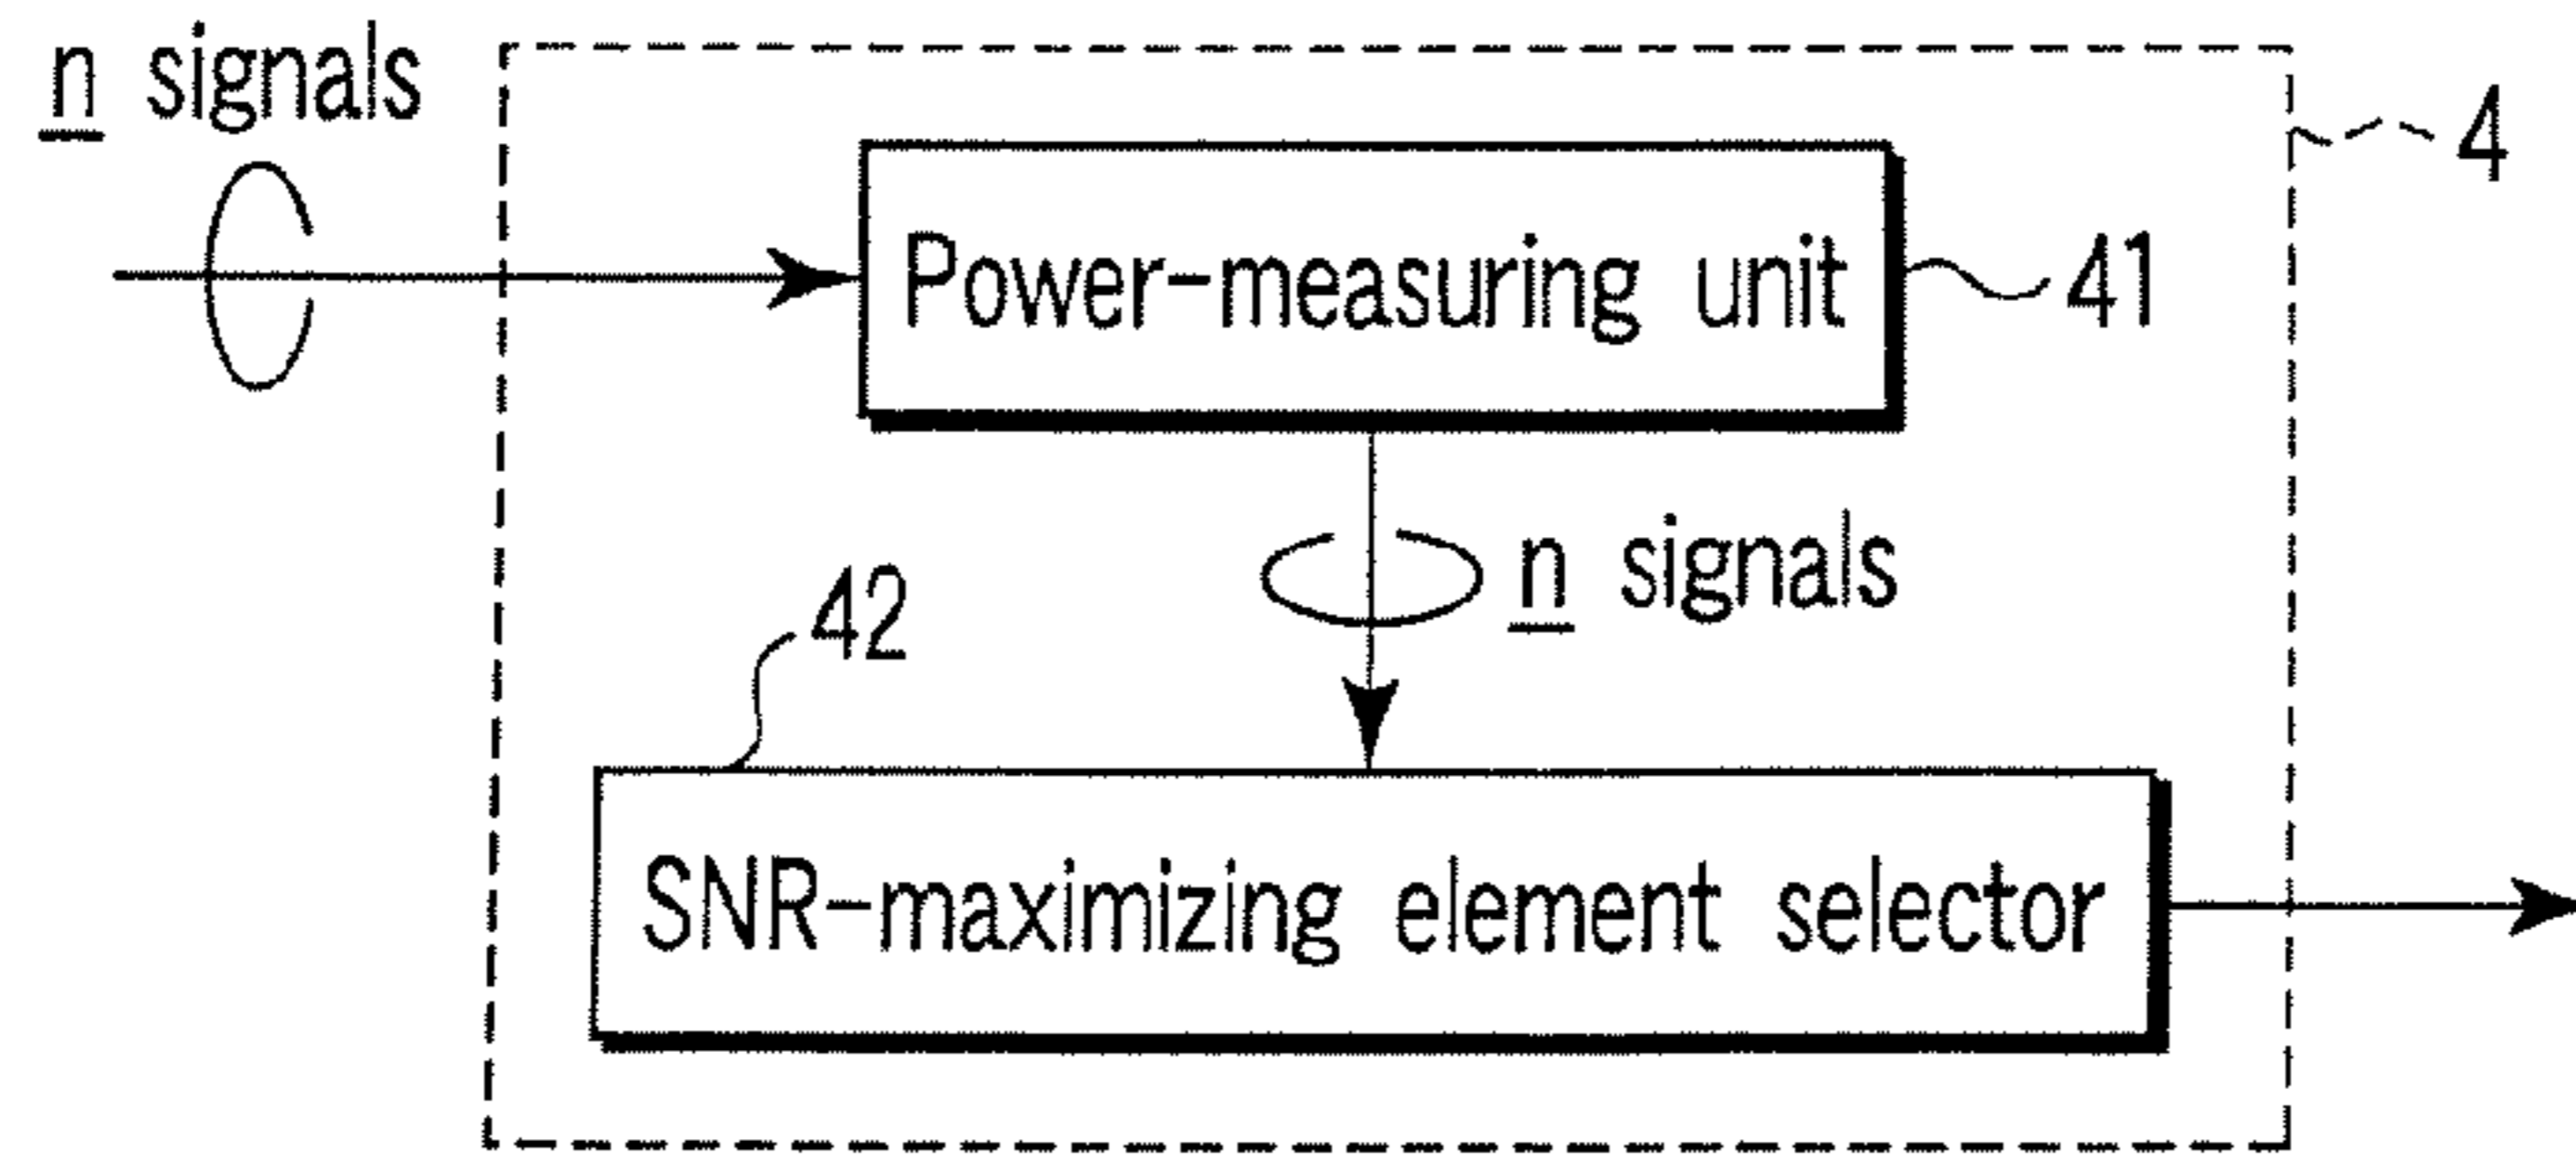 n signals
4
Power-measuring unit
41
n signals
42
SNR-maximizing element selector